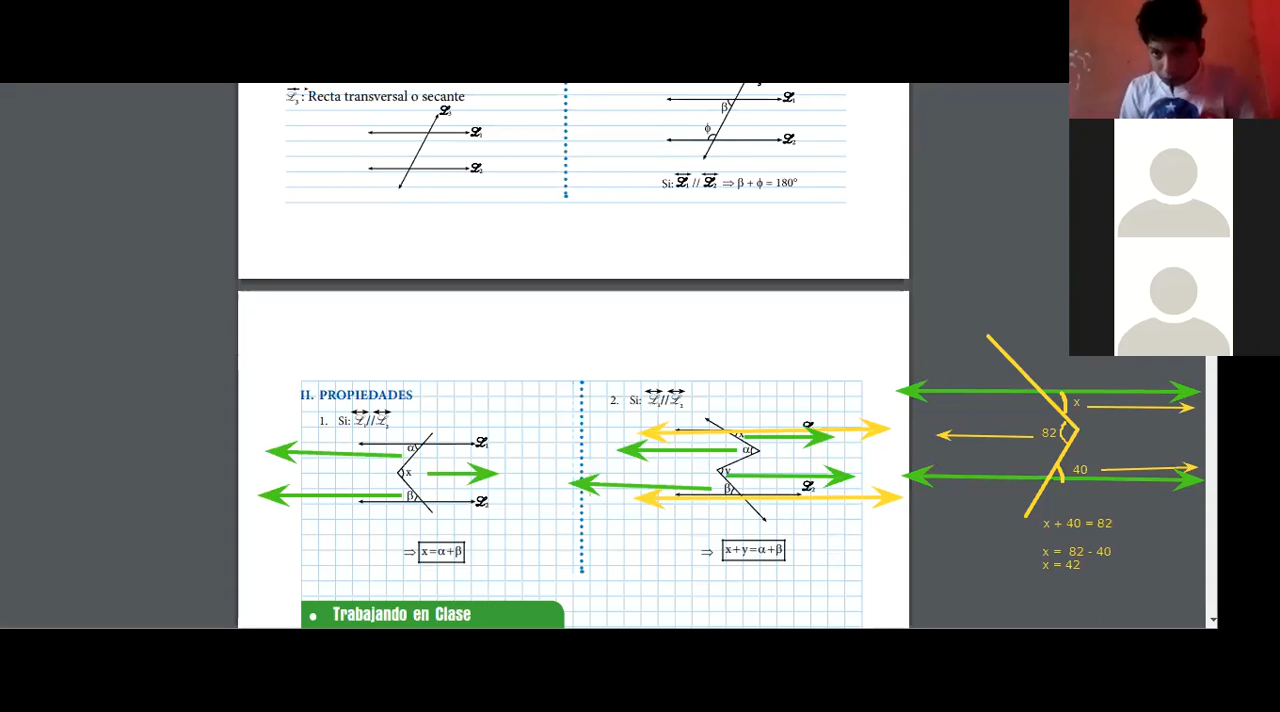 ℒ₃ : Recta transversal o secante
ℒ₃
ℒ₁
ℒ₂
ℒ₁
β
ϕ
ℒ₂
Si: ℒ₁ // ℒ₂ ⇒ β + ϕ = 180°
II. PROPIEDADES
1. Si: ℒ₁//ℒ₂
α
ℒ₁
x
β
ℒ₂
⇒ x=α+β
2. Si: ℒ₁//ℒ₂
x
α
y
β
ℒ₂
⇒ x+y=α+β
• Trabajando en Clase
x
82
40
x + 40 = 82
x = 82 - 40
x = 42